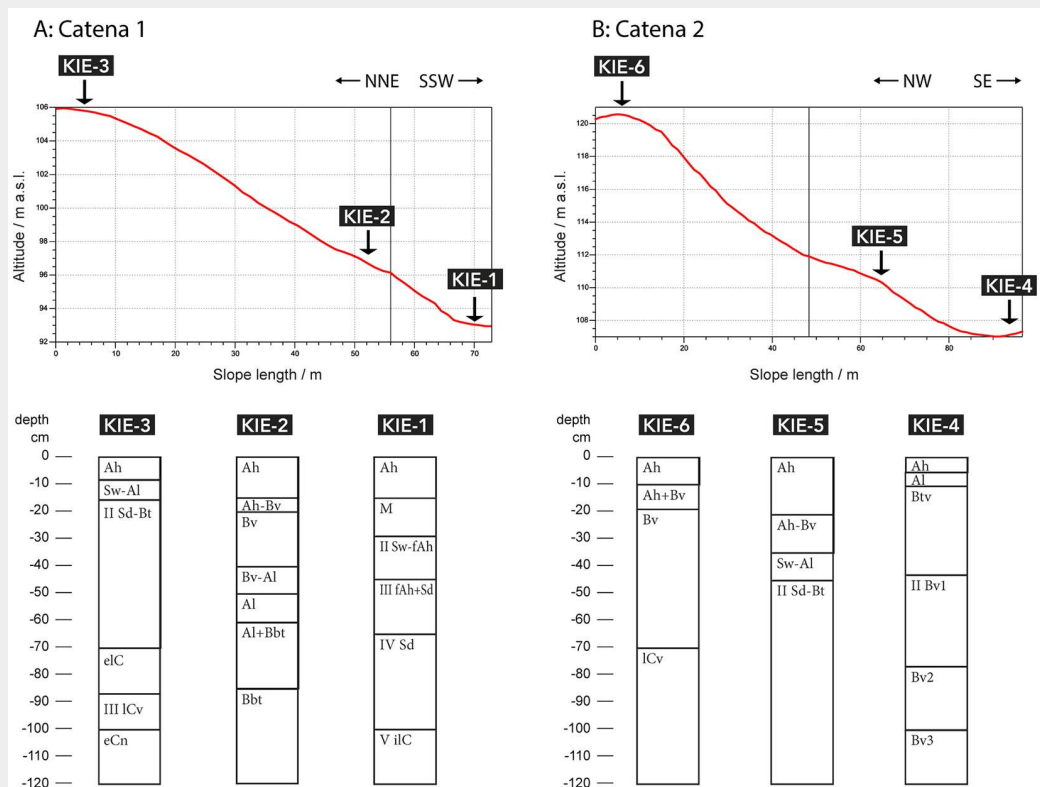 A: Catena 1
KIE-3
← NNE SSW →
106
104
102
100
98
96
94
92
Altitude / m a.s.l.
KIE-2
KIE-1
0 10 20 30 40 50 60 70
Slope length / m
B: Catena 2
KIE-6
← NW SE →
120
118
116
114
112
110
108
Altitude / m a.s.l.
KIE-5
KIE-4
0 20 40 60 80
Slope length / m
depth
cm
0
-10
-20
-30
-40
-50
-60
-70
-80
-90
-100
-110
-120
KIE-3
Ah
Sw-Al
II Sd-Bt
elC
III lCv
eCn
KIE-2
Ah
Ah-Bv
Bv
Bv-Al
Al
Al+Bbt
Bbt
KIE-1
Ah
M
II Sw-fAh
III fAh+Sd
IV Sd
V ilC
depth
cm
0
-10
-20
-30
-40
-50
-60
-70
-80
-90
-100
-110
-120
KIE-6
Ah
Ah+Bv
Bv
lCv
KIE-5
Ah
Ah-Bv
Sw-Al
II Sd-Bt
KIE-4
Ah
Al
Btv
II Bv1
Bv2
Bv3